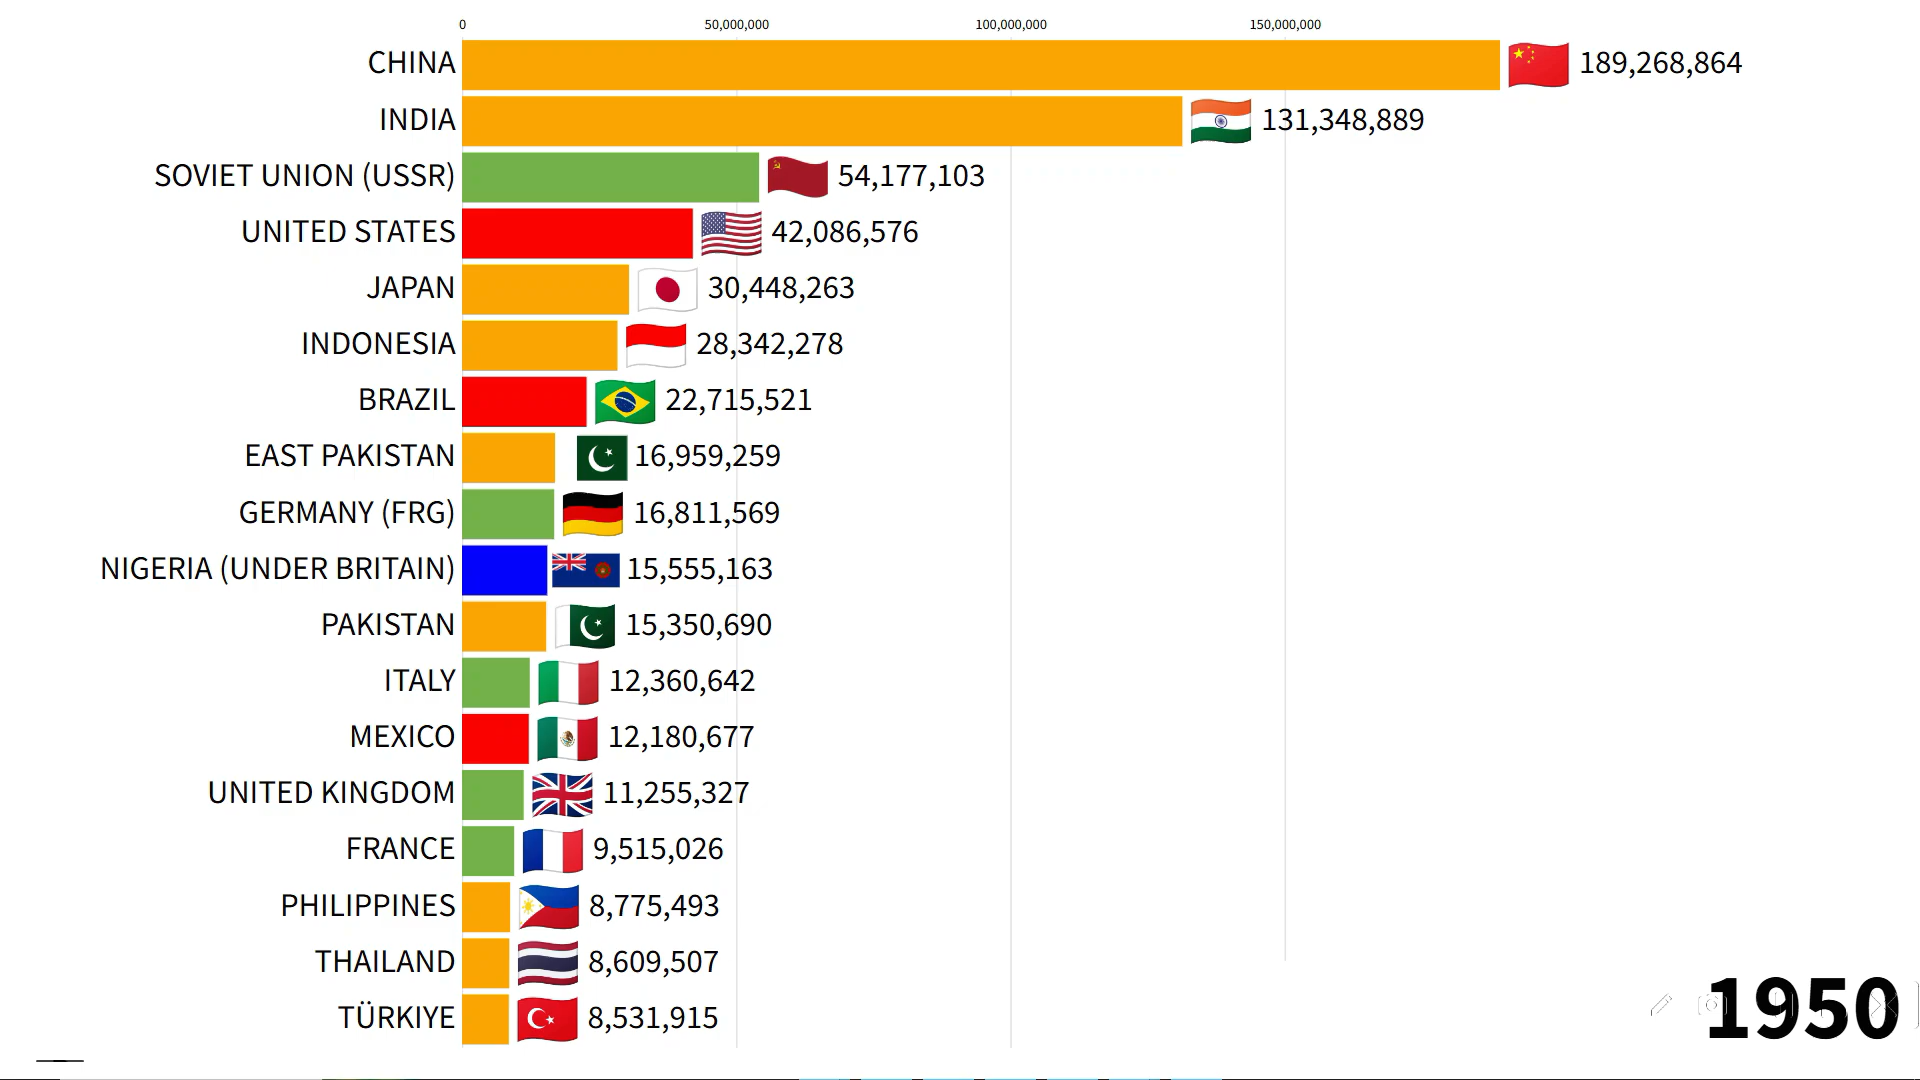 0 50,000,000 100,000,000 150,000,000
CHINA 189,268,864
INDIA 131,348,889
SOVIET UNION (USSR) 54,177,103
UNITED STATES 42,086,576
JAPAN 30,448,263
INDONESIA 28,342,278
BRAZIL 22,715,521
EAST PAKISTAN 16,959,259
GERMANY (FRG) 16,811,569
NIGERIA (UNDER BRITAIN) 15,555,163
PAKISTAN 15,350,690
ITALY 12,360,642
MEXICO 12,180,677
UNITED KINGDOM 11,255,327
FRANCE 9,515,026
PHILIPPINES 8,775,493
THAILAND 8,609,507
TÜRKIYE 8,531,915
1950